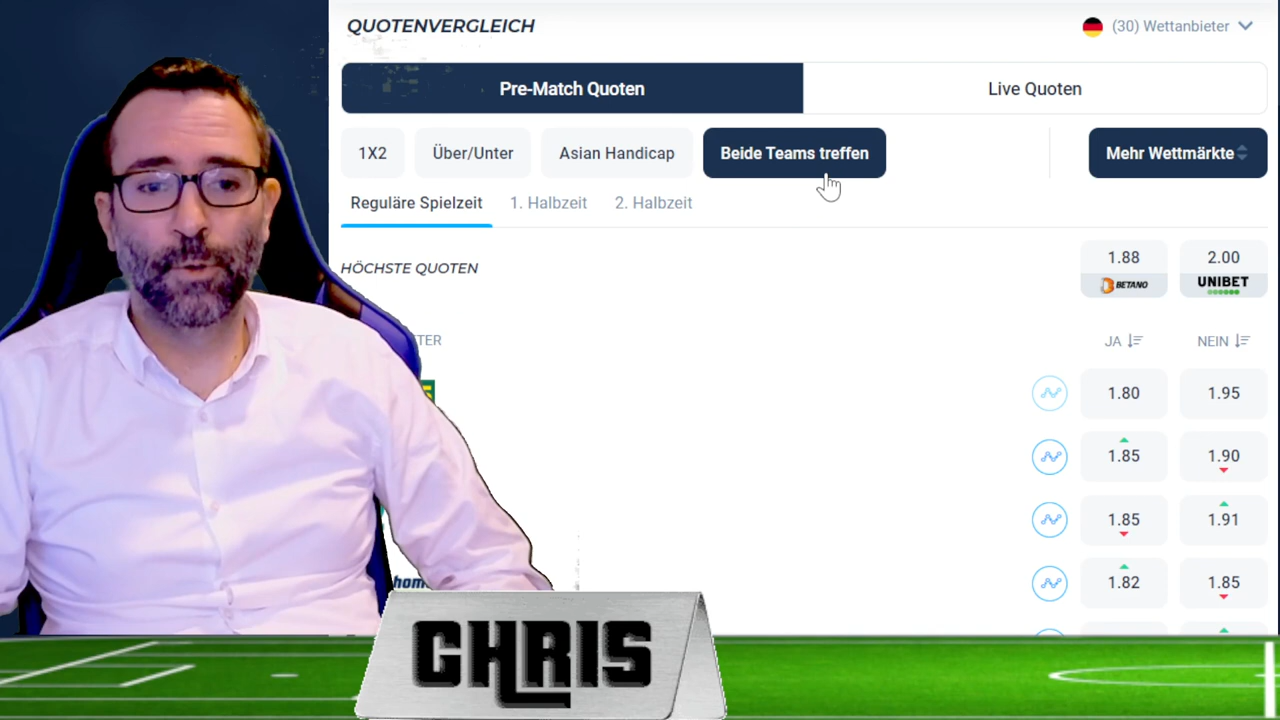 QUOTENVERGLEICH
(30) Wettanbieter
Pre-Match Quoten
Live Quoten
1X2
Über/Unter
Asian Handicap
Beide Teams treffen
Mehr Wettmärkte
Reguläre Spielzeit
1. Halbzeit
2. Halbzeit
HÖCHSTE QUOTEN
1.88
2.00
BETANO
UNIBET
TER
JA
NEIN
1.80
1.95
1.85
1.90
1.85
1.91
hom
1.82
1.85
CHRIS